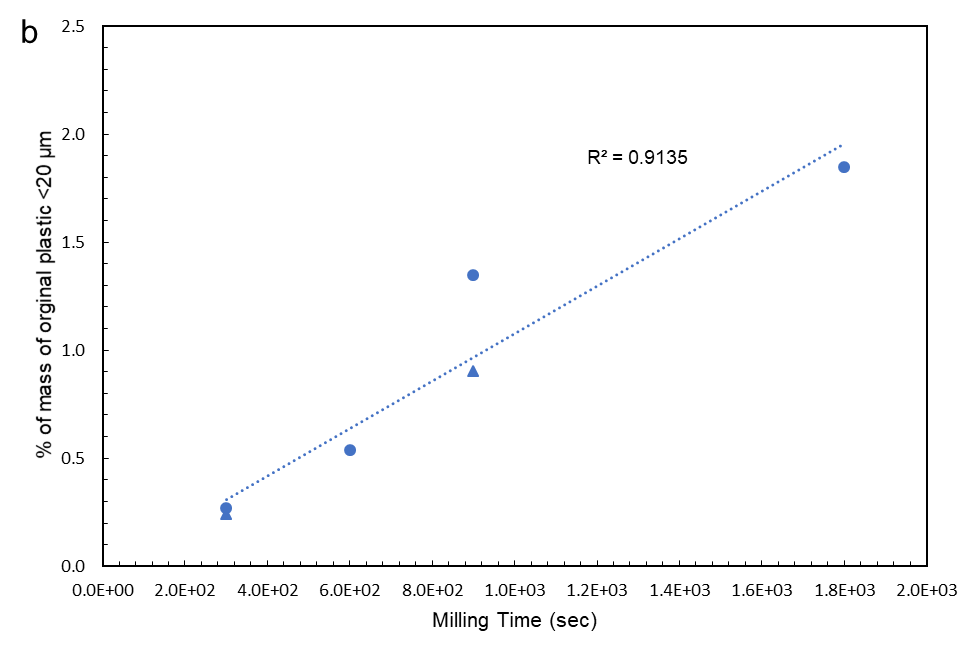 b
2.5
2.0
1.5
1.0
0.5
0.0
% of mass of orginal plastic <20 µm
R² = 0.9135
0.0E+00 2.0E+02 4.0E+02 6.0E+02 8.0E+02 1.0E+03 1.2E+03 1.4E+03 1.6E+03 1.8E+03 2.0E+03
Milling Time (sec)